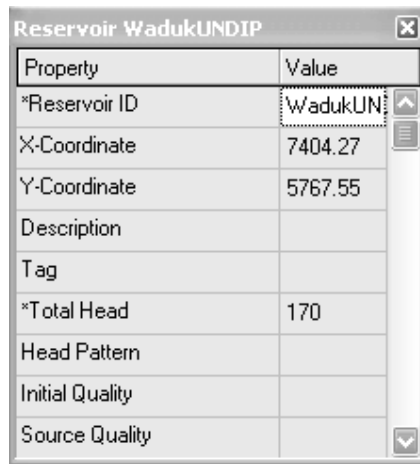 Reservoir WadukUNDIP
Property Value
*Reservoir ID WadukUN
X-Coordinate 7404.27
Y-Coordinate 5767.55
Description
Tag
*Total Head 170
Head Pattern
Initial Quality
Source Quality